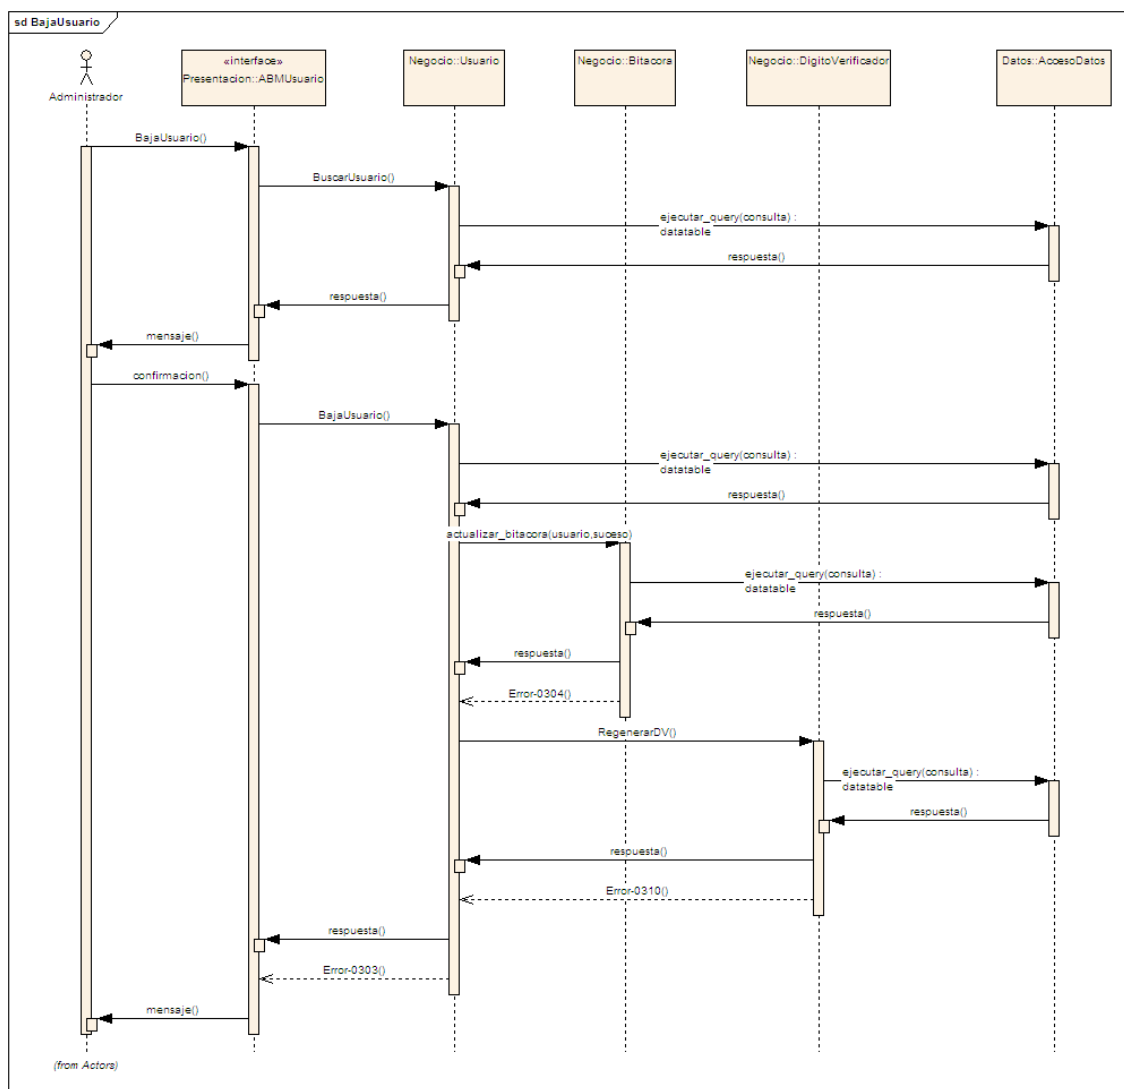 sd BajaUsuario
«interface»
Presentacion::ABMUsuario
Negocio::Usuario
Negocio::Bitacora
Negocio::DigitoVerificador
Datos::AccesoDatos
Administrador
BajaUsuario()
BuscarUsuario()
ejecutar_query(consulta) :
datatable
respuesta()
respuesta()
mensaje()
confirmacion()
BajaUsuario()
ejecutar_query(consulta) :
datatable
respuesta()
actualizar_bitacora(usuario,suceso)
ejecutar_query(consulta) :
datatable
respuesta()
respuesta()
Error-0304()
RegenerarDV()
ejecutar_query(consulta) :
datatable
respuesta()
respuesta()
Error-0310()
respuesta()
Error-0303()
mensaje()
(from Actors)